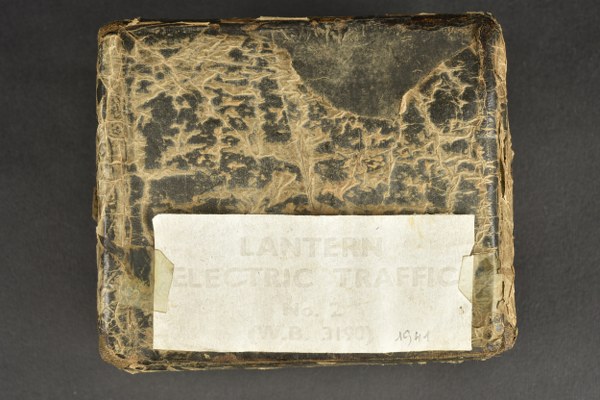 LANTERN
ELECTRIC TRAFFIC
No. 2
(W.B. 3190)
1941